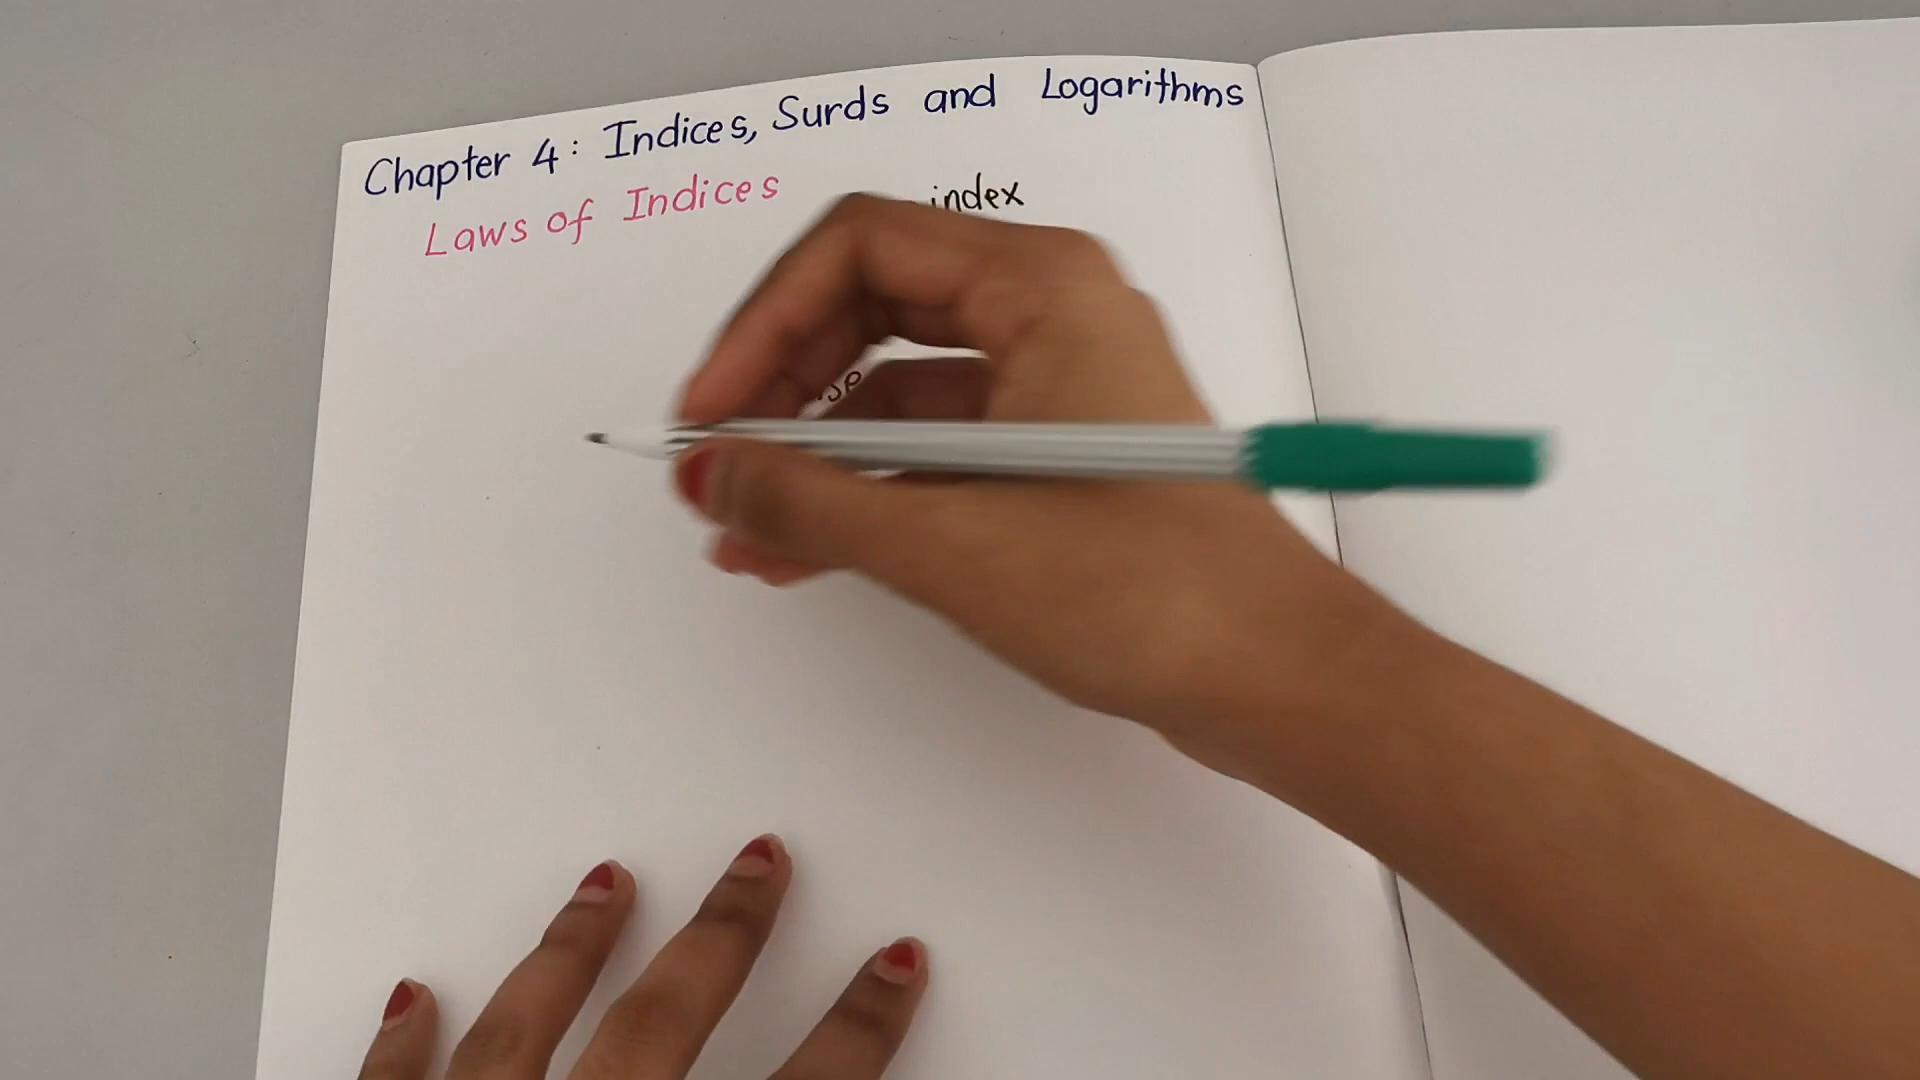 Chapter 4: Indices, Surds and Logarithms
Laws of Indices
index